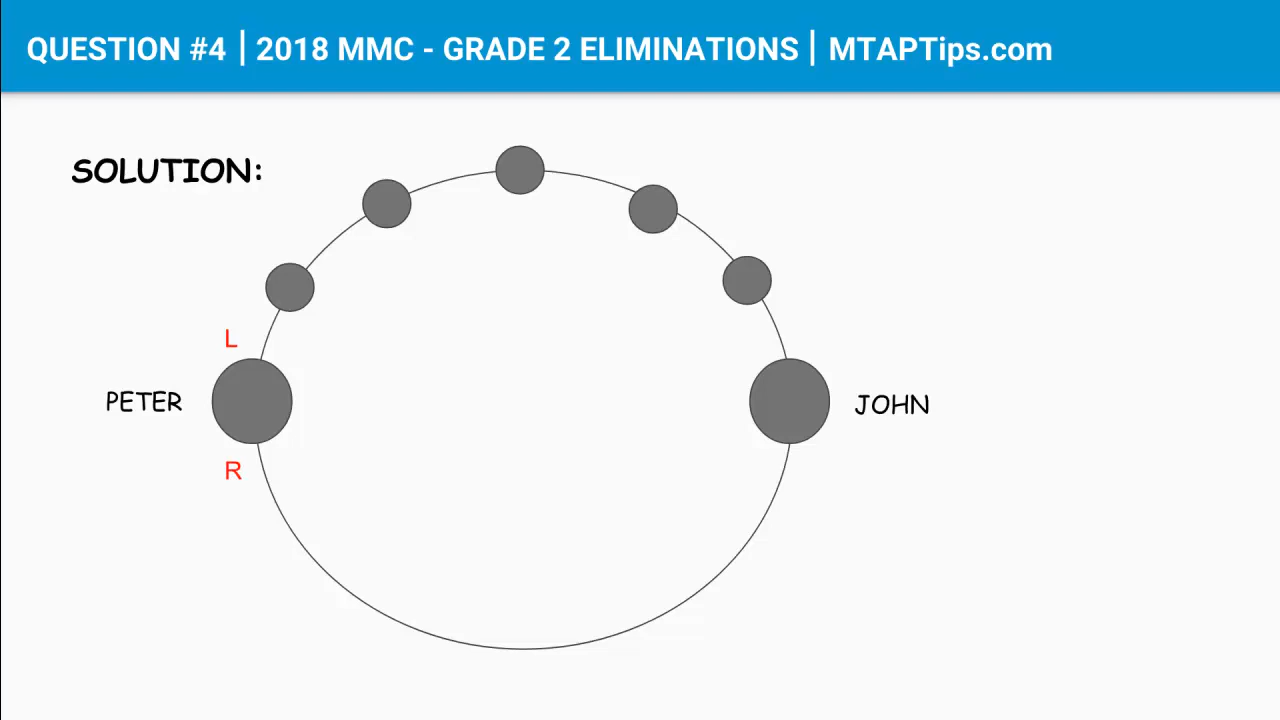 QUESTION #4 | 2018 MMC - GRADE 2 ELIMINATIONS | MTAPTips.com
SOLUTION:
L
PETER
JOHN
R